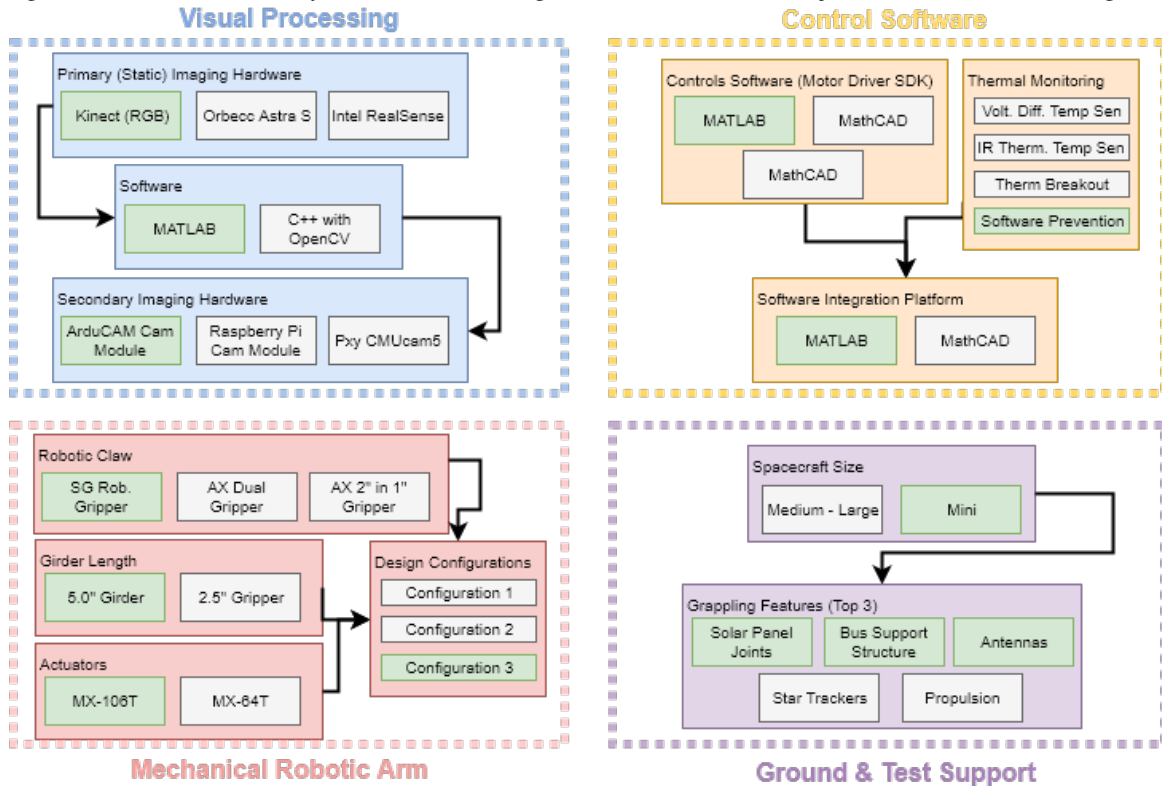 Visual Processing
Primary (Static) Imaging Hardware
Kinect (RGB)
Orbecc Astra S
Intel RealSense
Software
MATLAB
C++ with
OpenCV
Secondary Imaging Hardware
ArduCAM Cam
Module
Raspberry Pi
Cam Module
Pxy CMUcam5
Control Software
Controls Software (Motor Driver SDK)
MATLAB
MathCAD
MathCAD
Thermal Monitoring
Volt. Diff. Temp Sen
IR Therm. Temp Sen
Therm Breakout
Software Prevention
Software Integration Platform
MATLAB
MathCAD
Robotic Claw
SG Rob.
Gripper
AX Dual
Gripper
AX 2" in 1"
Gripper
Girder Length
5.0" Girder
2.5" Gripper
Actuators
MX-106T
MX-64T
Design Configurations
Configuration 1
Configuration 2
Configuration 3
Mechanical Robotic Arm
Spacecraft Size
Medium - Large
Mini
Grappling Features (Top 3)
Solar Panel
Joints
Bus Support
Structure
Antennas
Star Trackers
Propulsion
Ground & Test Support